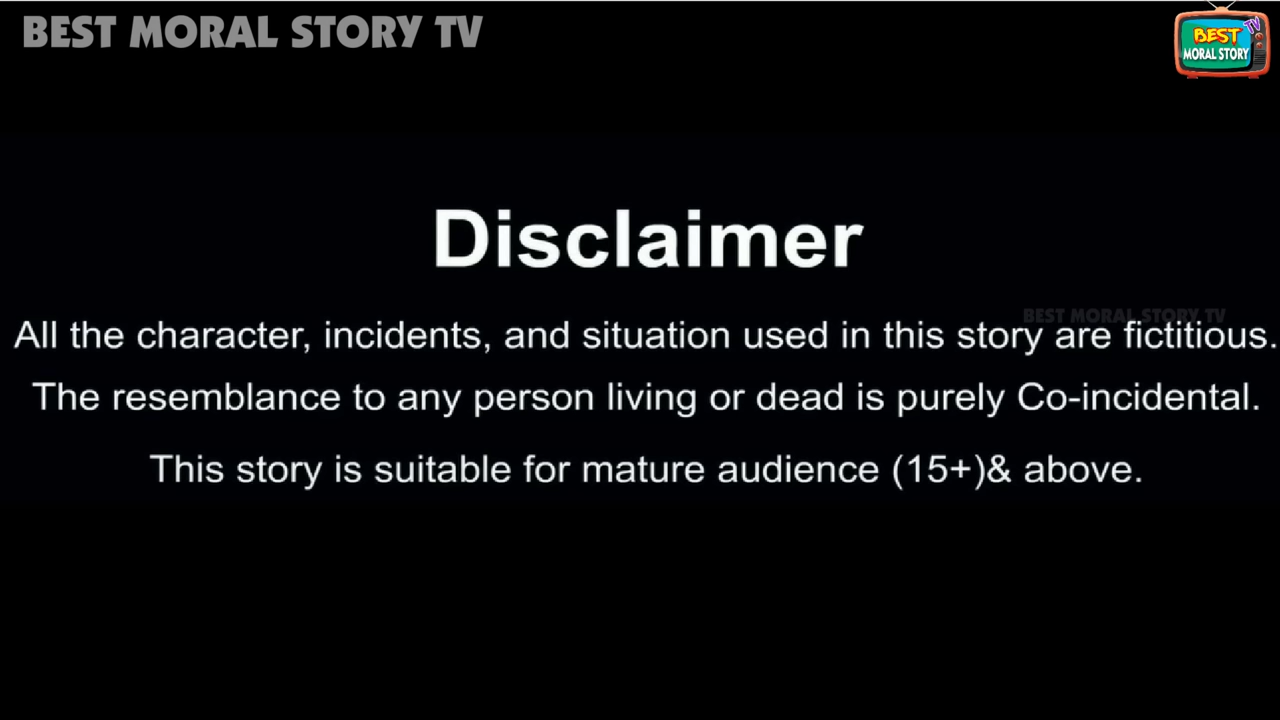 BEST MORAL STORY TV
BEST TV
MORAL STORY
Disclaimer
BEST MORAL STORY TV
All the character, incidents, and situation used in this story are fictitious.
The resemblance to any person living or dead is purely Co-incidental.
This story is suitable for mature audience (15+)& above.